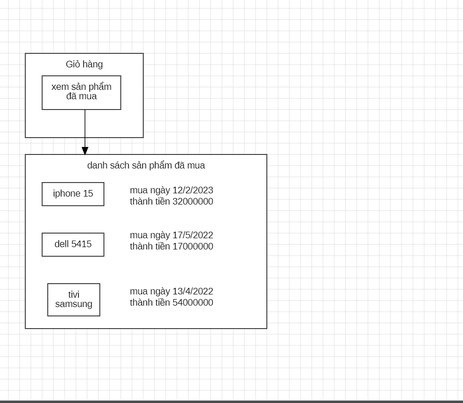 Giỏ hàng
xem sản phẩm
đã mua
danh sách sản phẩm đã mua
iphone 15
mua ngày 12/2/2023
thành tiền 32000000
dell 5415
mua ngày 17/5/2022
thành tiền 17000000
tivi
samsung
mua ngày 13/4/2022
thành tiền 54000000